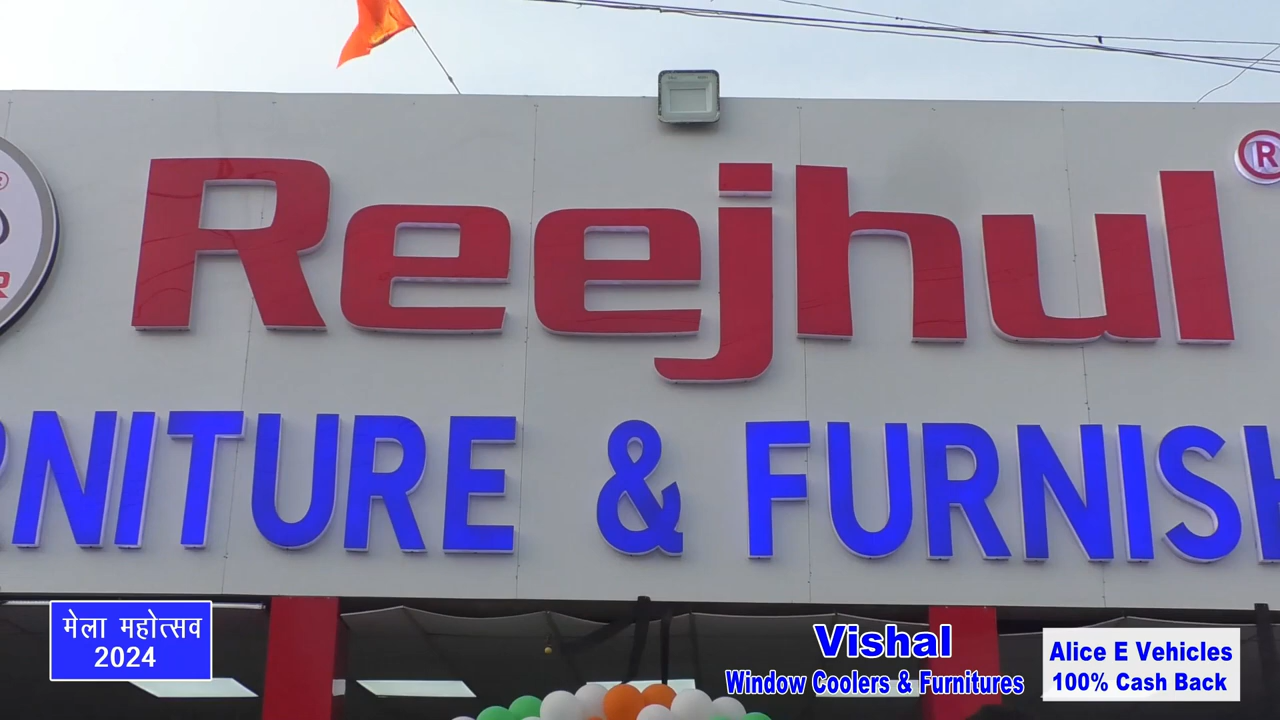 Reejhul ®
RNITURE & FURNISH
मेला महोत्सव
2024
Vishal
Window Coolers & Furnitures
Alice E Vehicles
100% Cash Back